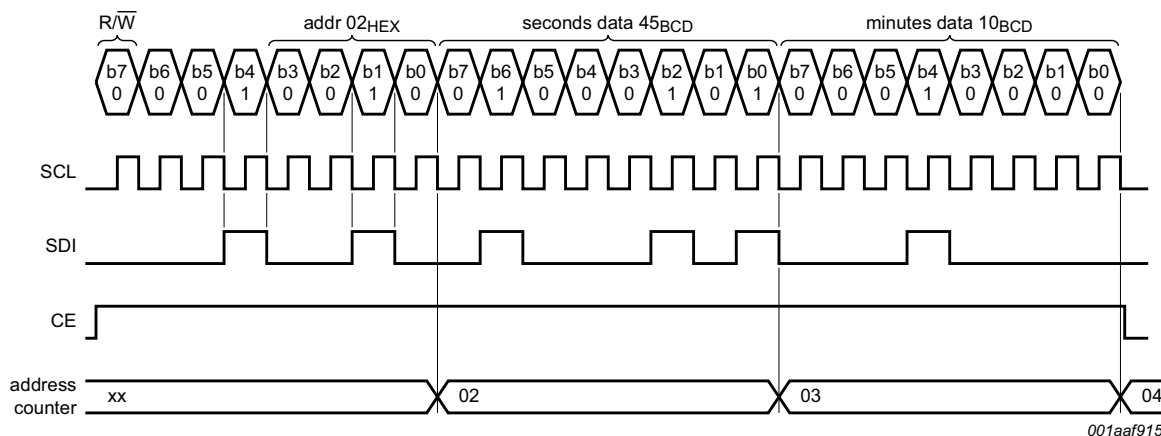 R/W̅ addr 02HEX seconds data 45BCD minutes data 10BCD
b7 b6 b5 b4 b3 b2 b1 b0 b7 b6 b5 b4 b3 b2 b1 b0 b7 b6 b5 b4 b3 b2 b1 b0
0 0 0 1 0 0 1 0 0 1 0 0 0 1 0 1 0 0 0 1 0 0 0 0
SCL
SDI
CE
address
counter
xx 02 03 04
001aaf915